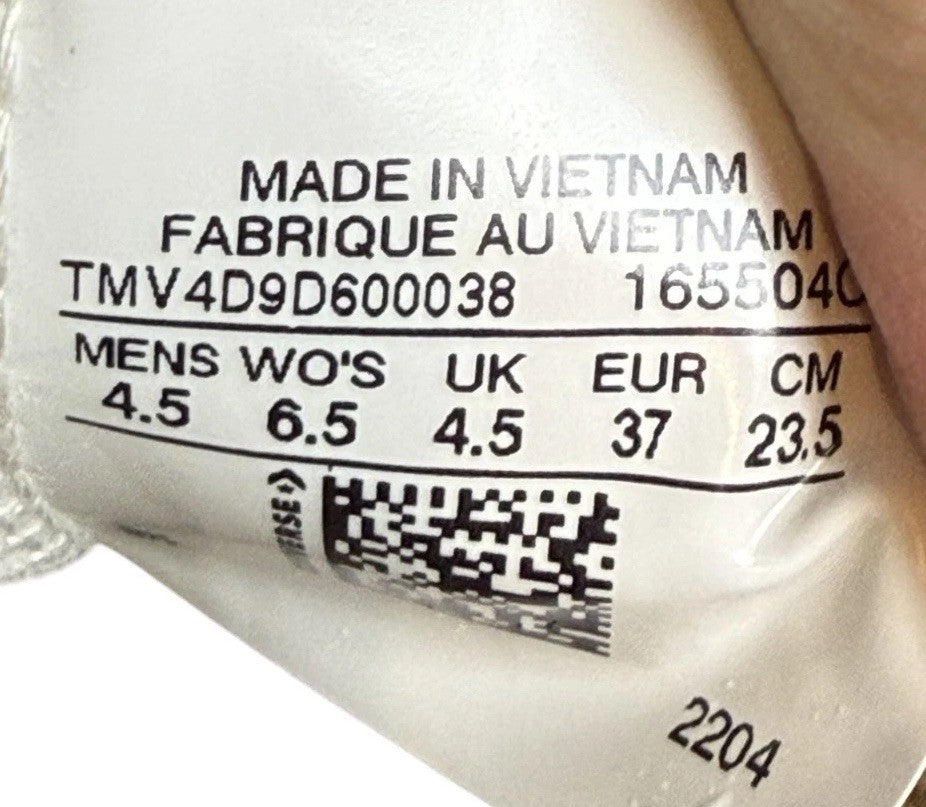 MADE IN VIETNAM
FABRIQUE AU VIETNAM
TMV4D9D600038 165504C
MENS WO'S UK EUR CM
4.5 6.5 4.5 37 23.5
2204